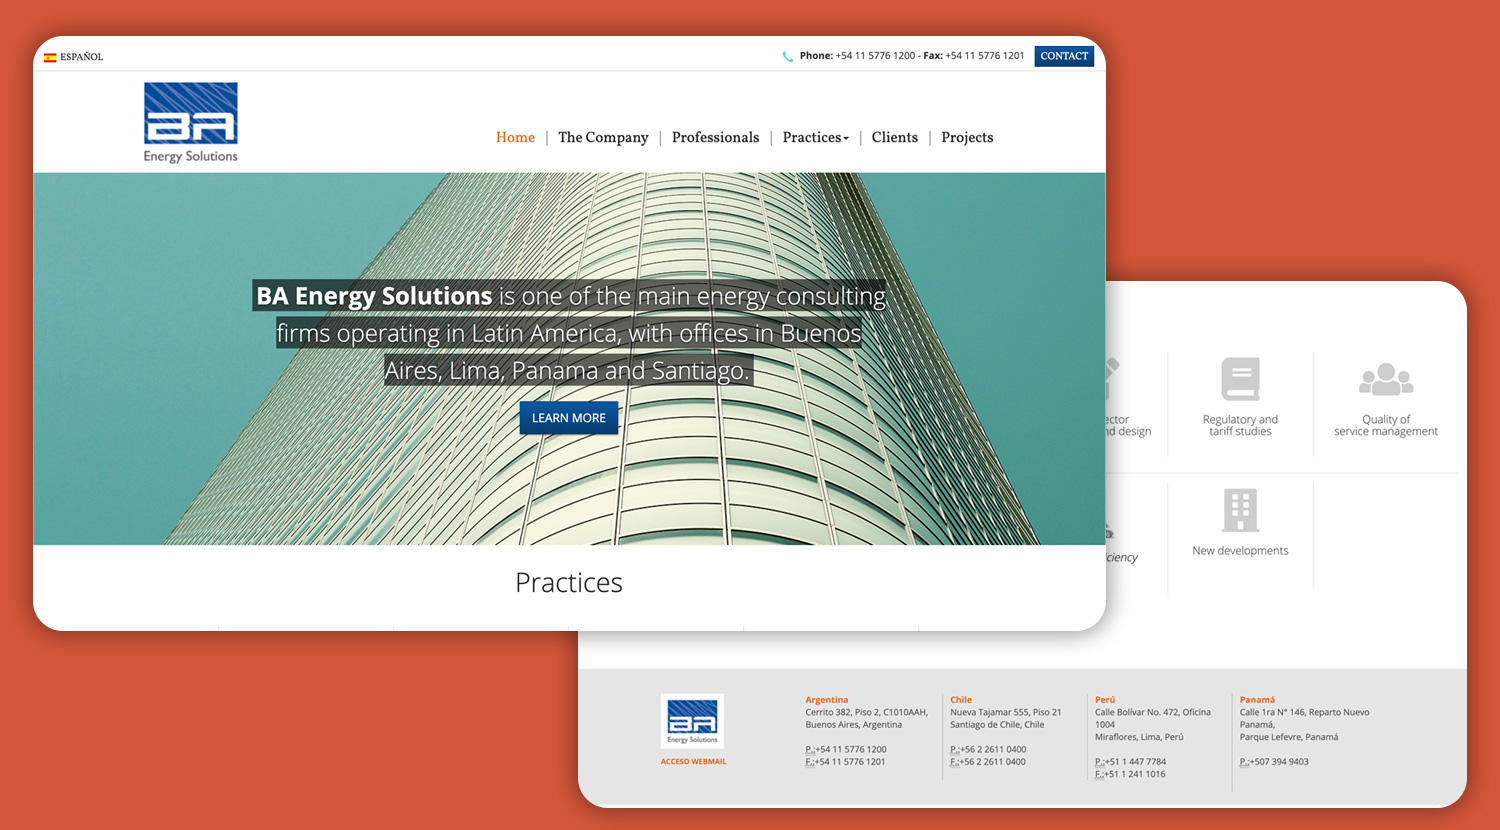 ESPAÑOL
Phone: +54 11 5776 1200 - Fax: +54 11 5776 1201
CONTACT
BA
Energy Solutions
Home | The Company | Professionals | Practices | Clients | Projects
BA Energy Solutions is one of the main energy consulting
firms operating in Latin America, with offices in Buenos
Aires, Lima, Panama and Santiago.
LEARN MORE
Practices
ector
nd design
Regulatory and
tariff studies
Quality of
service management
ciency
New developments
BA
Energy Solutions
ACCESO WEBMAIL
Argentina
Cerrito 382, Piso 2, C1010AAH,
Buenos Aires, Argentina
P.:+54 11 5776 1200
F.:+54 11 5776 1201
Chile
Nueva Tajamar 555, Piso 21
Santiago de Chile, Chile
P.:+56 2 2611 0400
F.:+56 2 2611 0400
Perú
Calle Bolívar No. 472, Oficina
1004
Miraflores, Lima, Perú
P.:+51 1 447 7784
F.:+51 1 241 1016
Panamá
Calle 1ra N° 146, Reparto Nuevo
Panamá,
Parque Lefevre, Panamá
P.:+507 394 9403